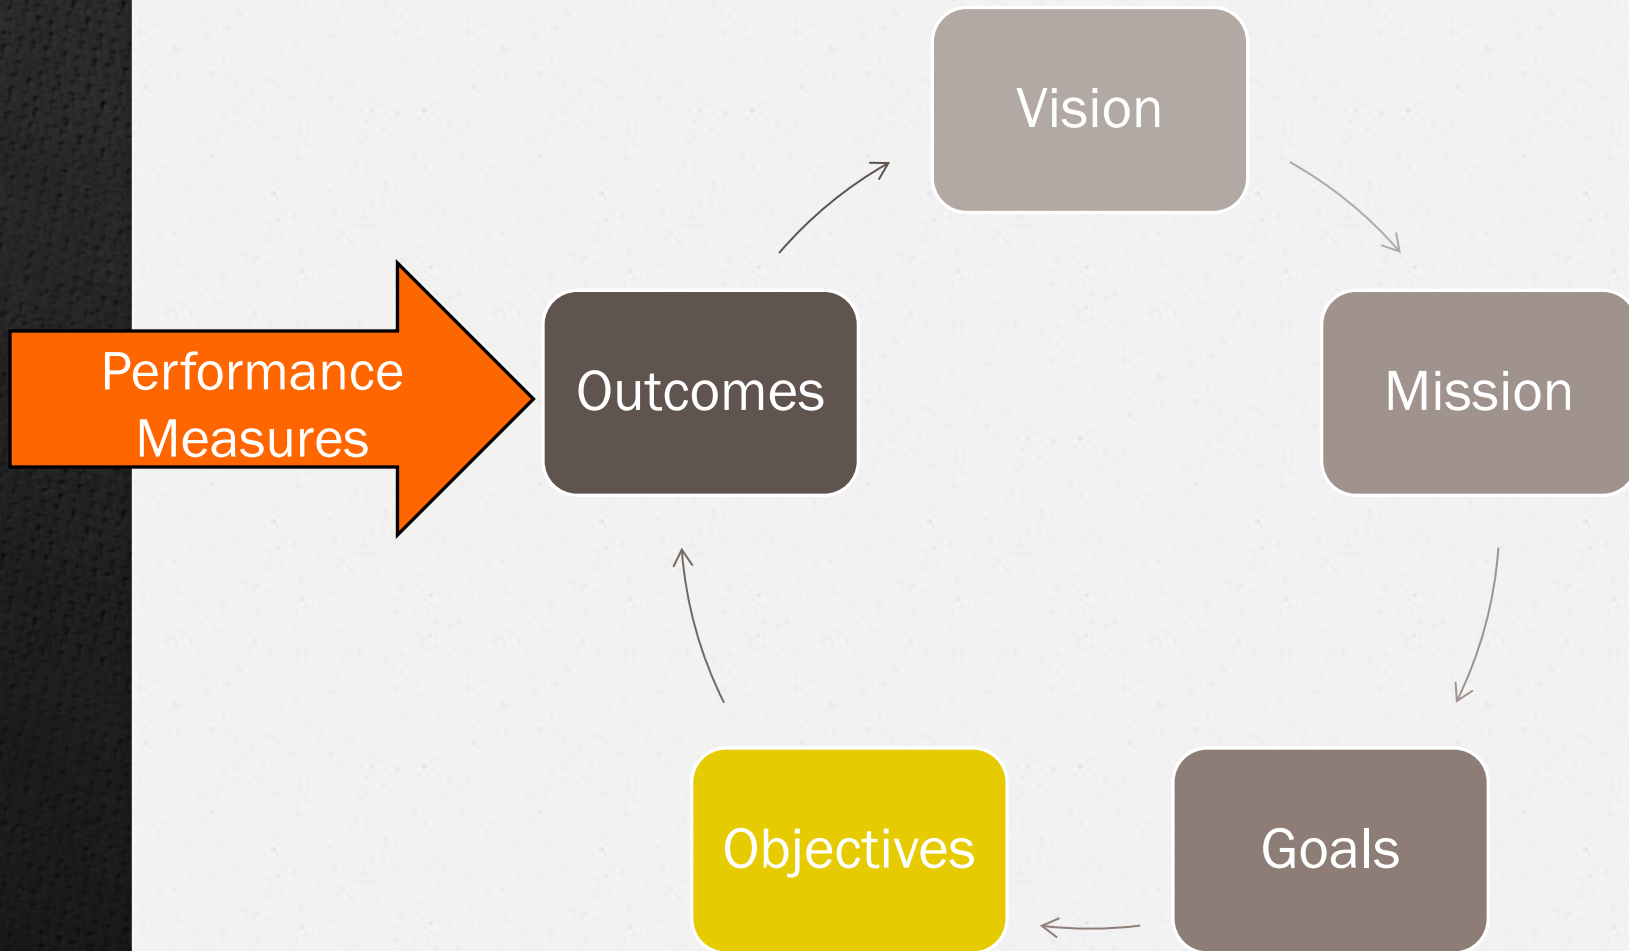 Vision
Performance
Measures
Outcomes
Mission
Objectives
Goals